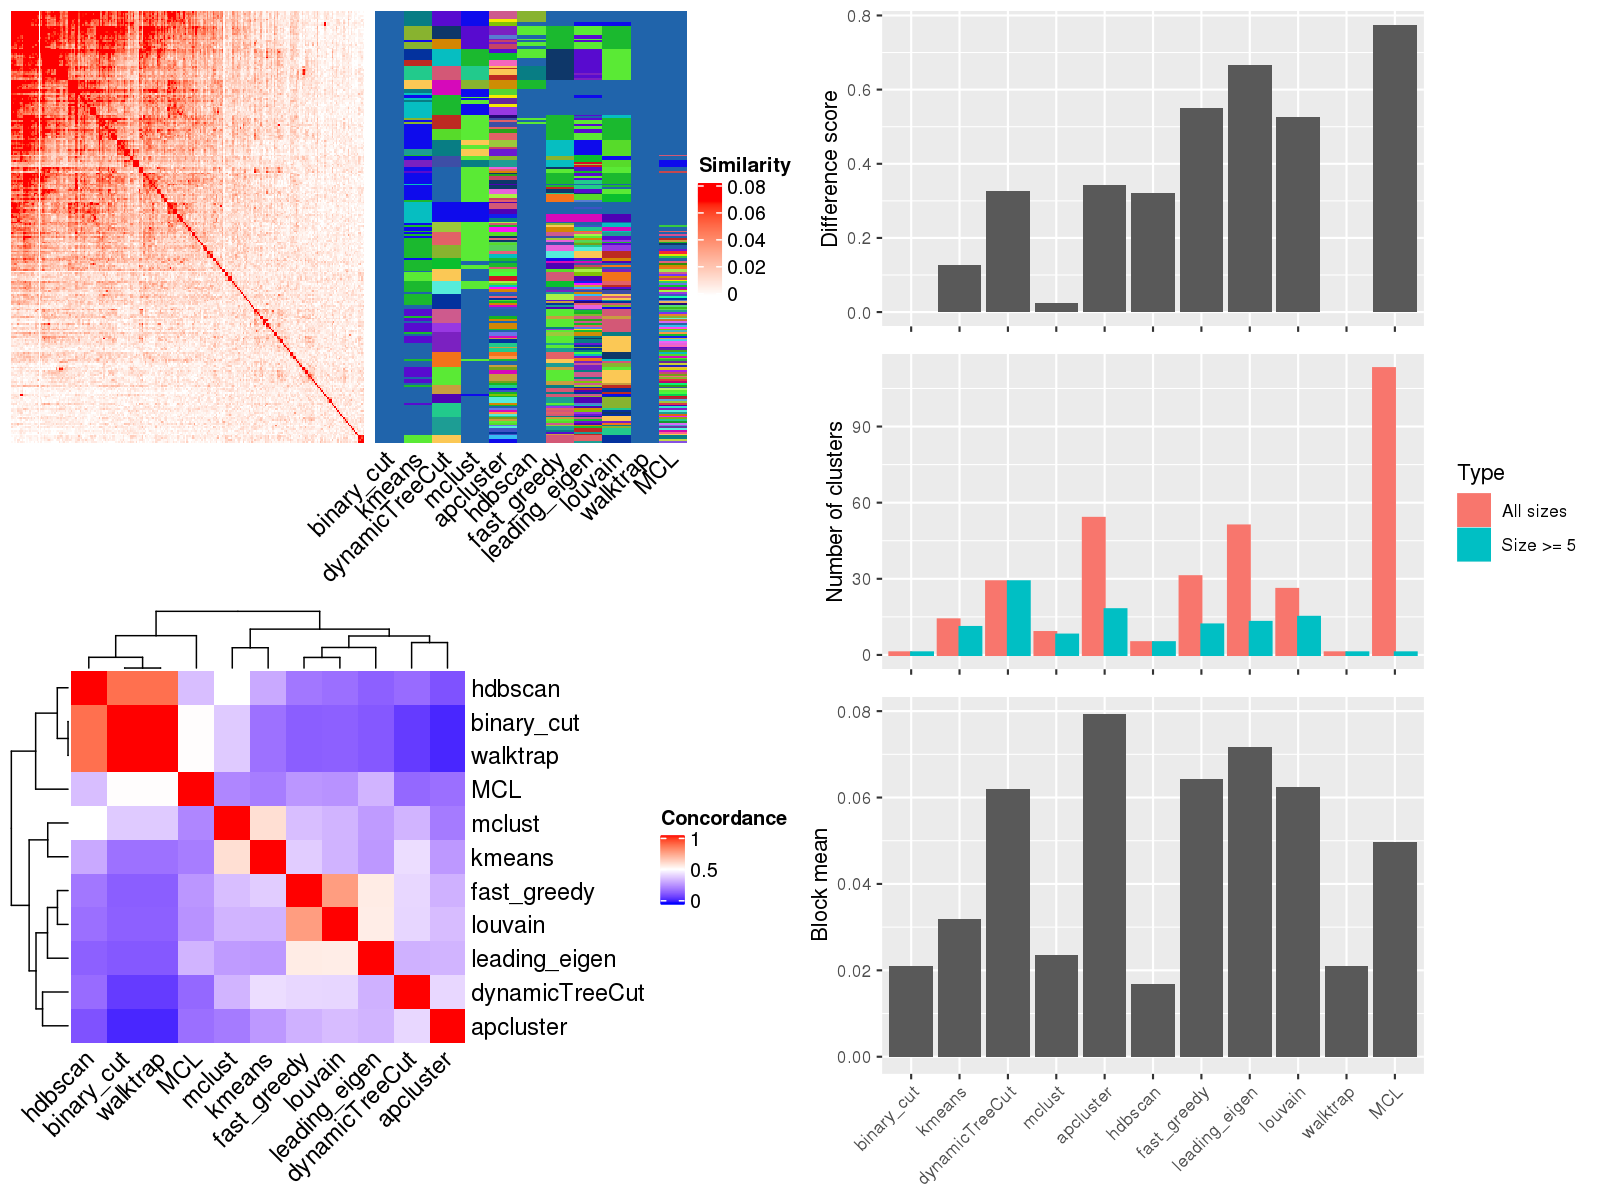 Similarity
0.08
0.06
0.04
0.02
0
binary_cut
kmeans
dynamicTreeCut
mclust
apcluster
hdbscan
fast_greedy
leading_eigen
louvain
walktrap
MCL
hdbscan
binary_cut
walktrap
MCL
mclust
kmeans
fast_greedy
louvain
leading_eigen
dynamicTreeCut
apcluster
Concordance
1
0.5
0
hdbscan
binary_cut
walktrap
MCL
mclust
kmeans
fast_greedy
louvain
leading_eigen
dynamicTreeCut
apcluster
Difference score
0.8
0.6
0.4
0.2
0.0
Number of clusters
90
60
30
0
Type
All sizes
Size >= 5
Block mean
0.08
0.06
0.04
0.02
0.00
binary_cut
kmeans
dynamicTreeCut
mclust
apcluster
hdbscan
fast_greedy
leading_eigen
louvain
walktrap
MCL